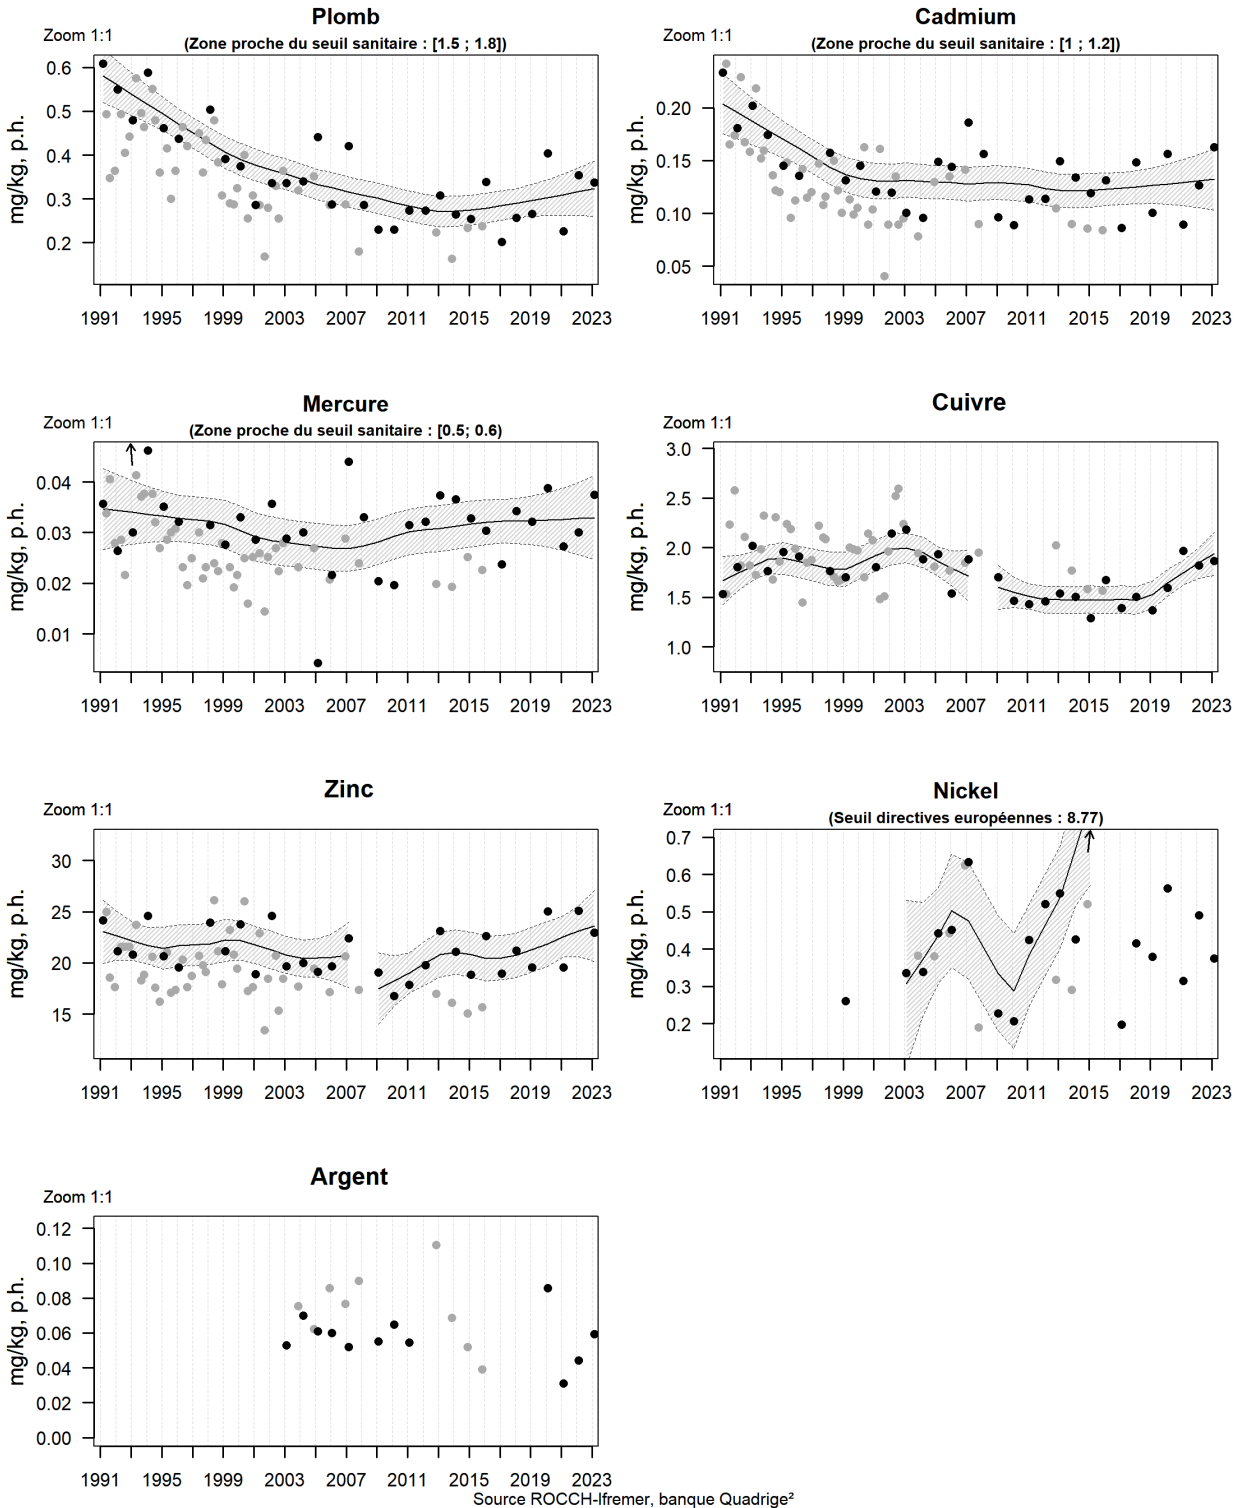 Plomb
Zoom 1:1
(Zone proche du seuil sanitaire : [1.5 ; 1.8])
mg/kg, p.h.
0.6
0.5
0.4
0.3
0.2
1991 1995 1999 2003 2007 2011 2015 2019 2023
Cadmium
Zoom 1:1
(Zone proche du seuil sanitaire : [1 ; 1.2])
mg/kg, p.h.
0.20
0.15
0.10
0.05
1991 1995 1999 2003 2007 2011 2015 2019 2023
Mercure
Zoom 1:1
(Zone proche du seuil sanitaire : [0.5; 0.6)
mg/kg, p.h.
0.04
0.03
0.02
0.01
1991 1995 1999 2003 2007 2011 2015 2019 2023
Cuivre
Zoom 1:1
mg/kg, p.h.
3.0
2.5
2.0
1.5
1.0
1991 1995 1999 2003 2007 2011 2015 2019 2023
Zinc
Zoom 1:1
mg/kg, p.h.
30
25
20
15
1991 1995 1999 2003 2007 2011 2015 2019 2023
Nickel
Zoom 1:1
(Seuil directives européennes : 8.77)
mg/kg, p.h.
0.7
0.6
0.5
0.4
0.3
0.2
1991 1995 1999 2003 2007 2011 2015 2019 2023
Argent
Zoom 1:1
mg/kg, p.h.
0.12
0.10
0.08
0.06
0.04
0.02
0.00
1991 1995 1999 2003 2007 2011 2015 2019 2023
Source ROCCH-Ifremer, banque Quadrige²